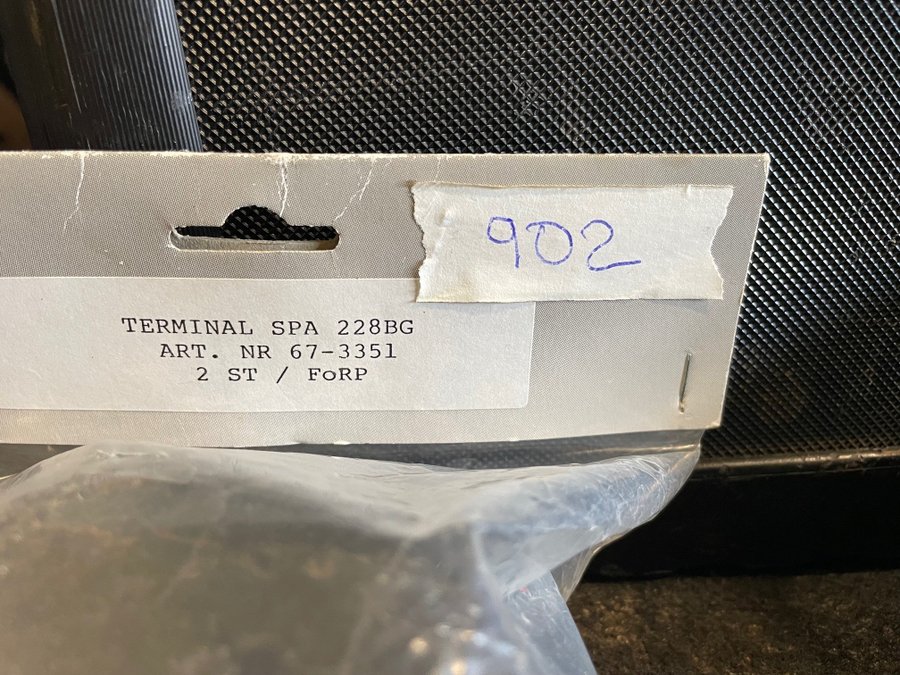 902
TERMINAL SPA 228BG
ART. NR 67-3351
2 ST / FoRP